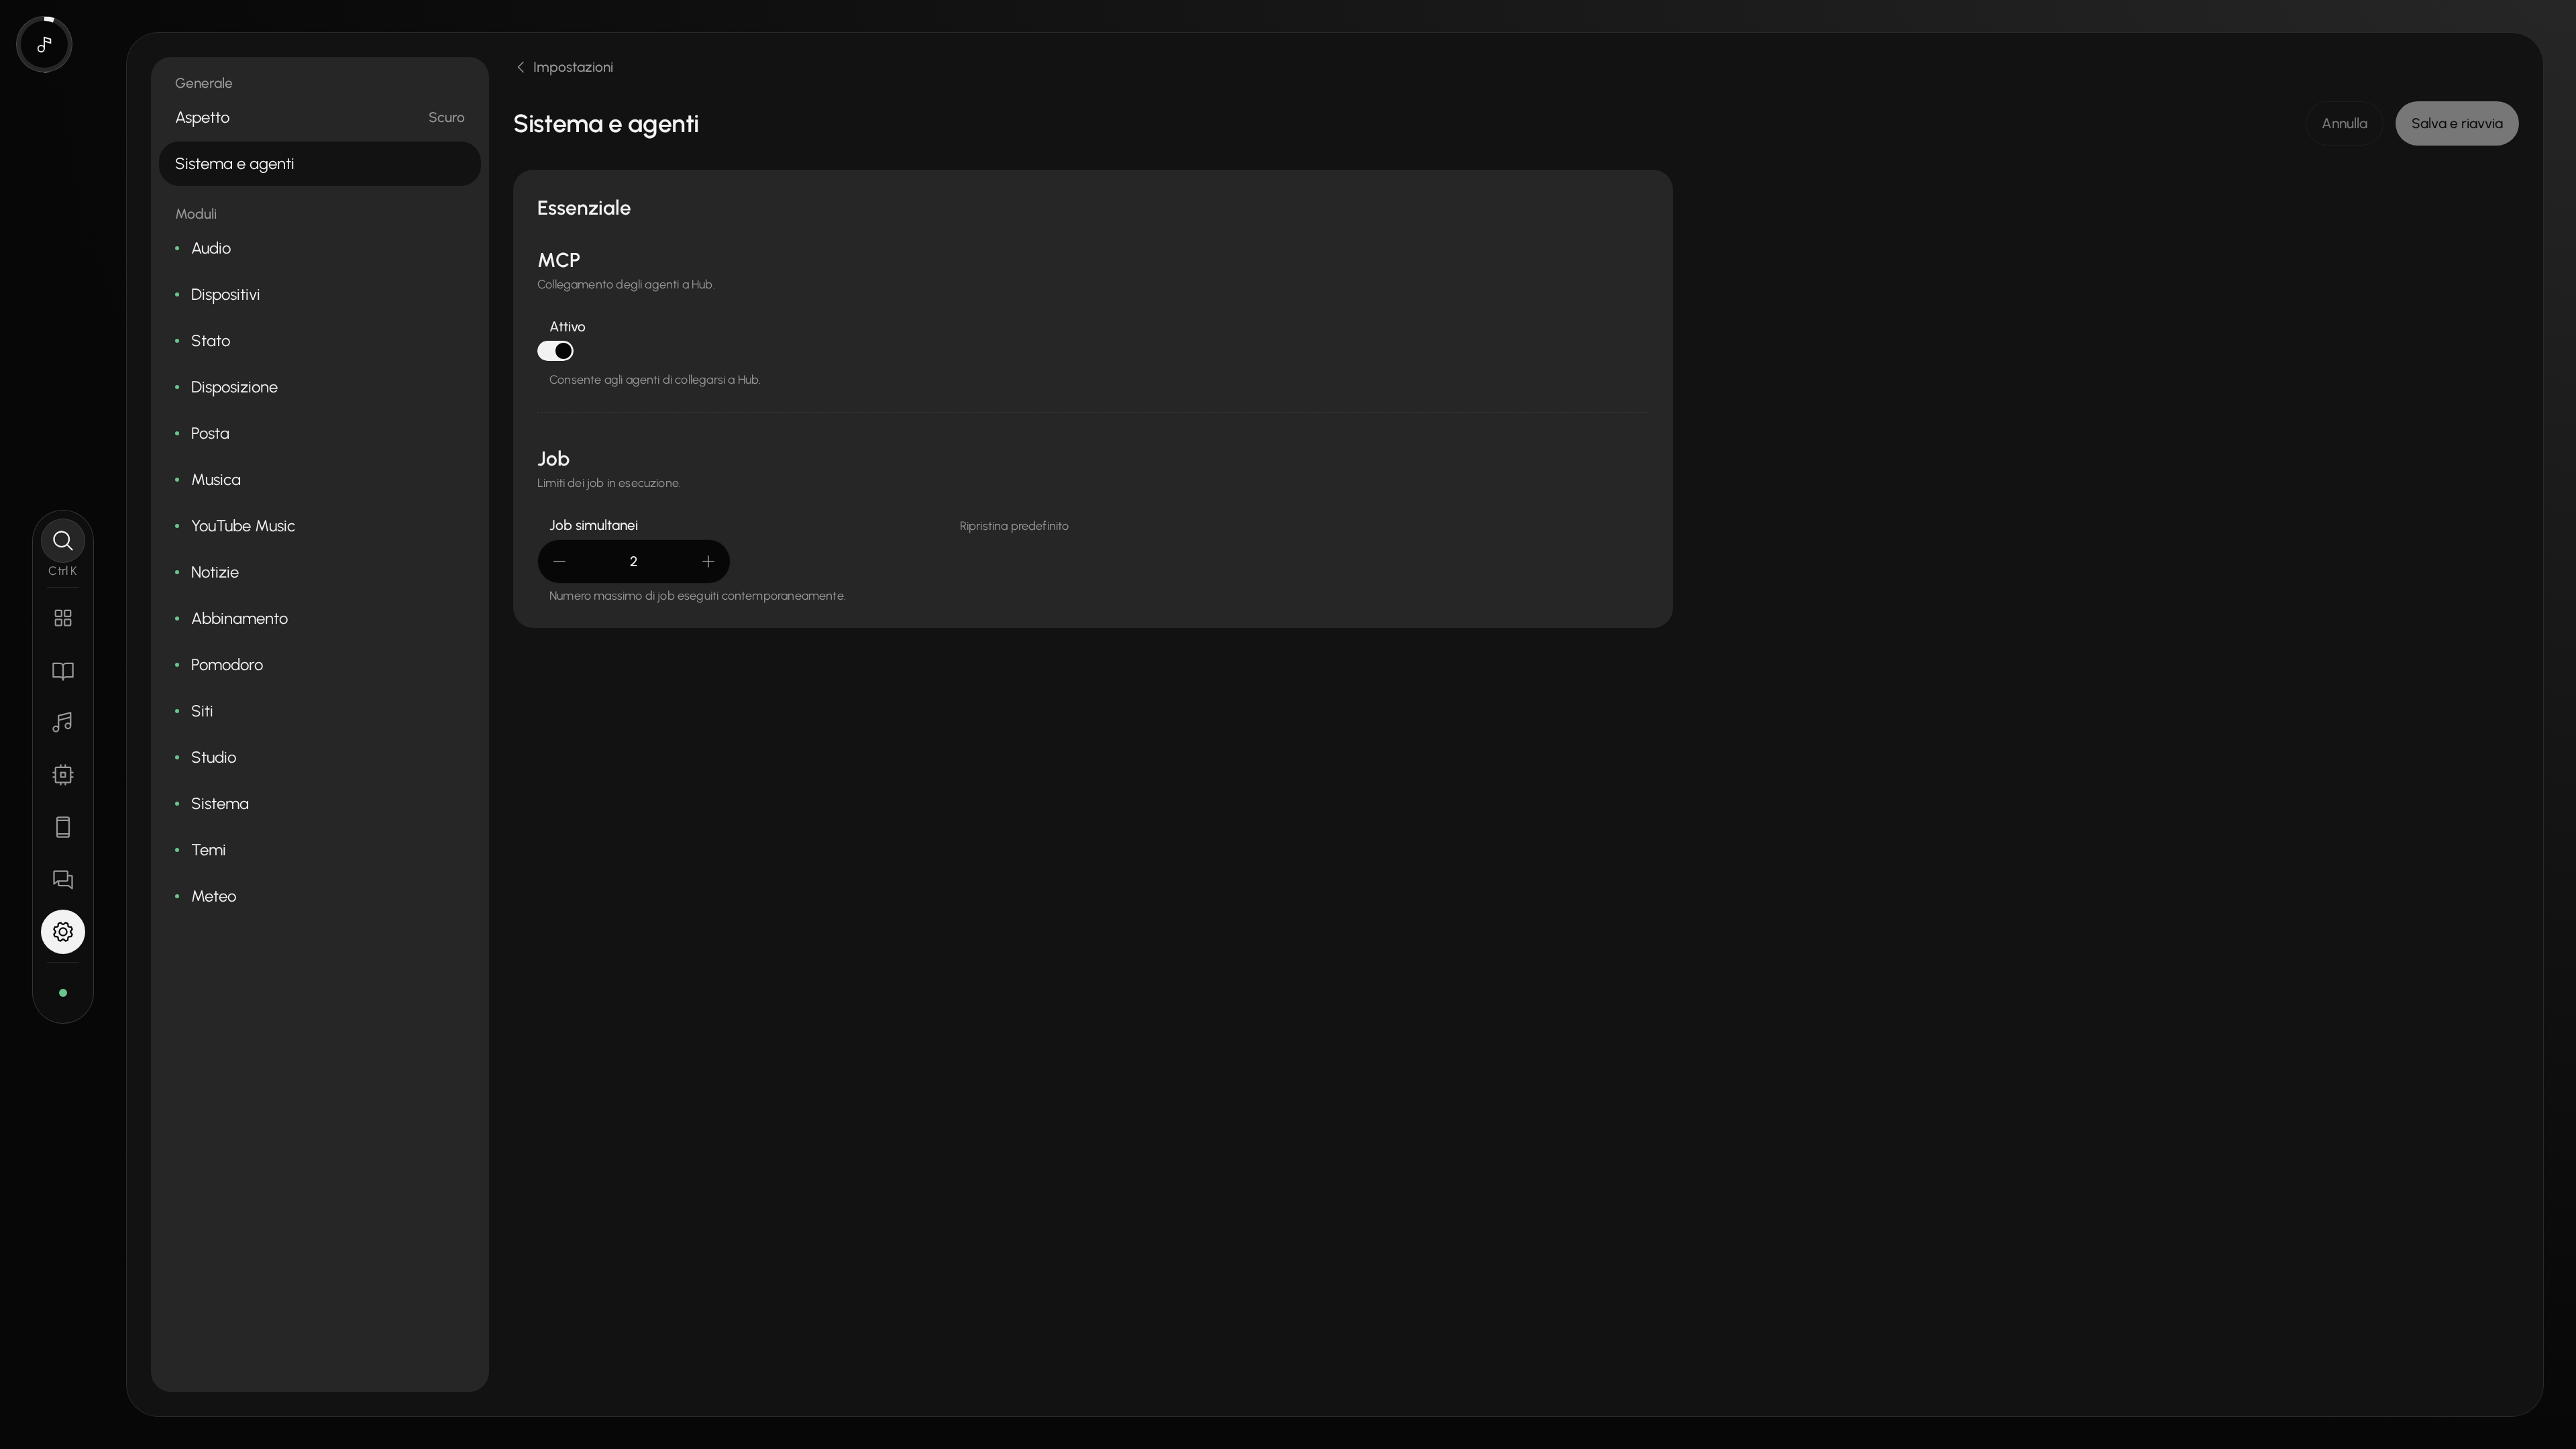 Generale
Aspetto Scuro
Sistema e agenti
Moduli
Audio
Dispositivi
Stato
Disposizione
Posta
Musica
YouTube Music
Notizie
Abbinamento
Pomodoro
Siti
Studio
Sistema
Temi
Meteo
Ctrl K
Impostazioni
Sistema e agenti
Annulla
Salva e riavvia
Essenziale
MCP
Collegamento degli agenti a Hub.
Attivo
Consente agli agenti di collegarsi a Hub.
Job
Limiti dei job in esecuzione.
Job simultanei
Ripristina predefinito
2
Numero massimo di job eseguiti contemporaneamente.